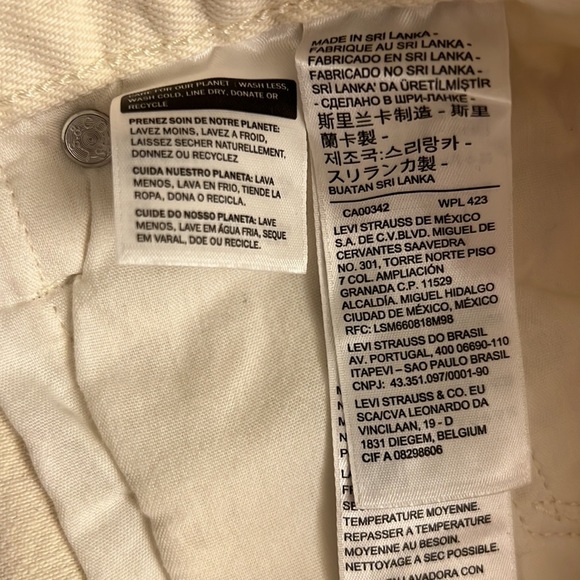 CARE FOR OUR PLANET | WASH LESS,
WASH COLD, LINE DRY, DONATE OR
RECYCLE
PRENEZ SOIN DE NOTRE PLANETE:
LAVEZ MOINS, LAVEZ A FROID,
LAISSEZ SECHER NATURELLEMENT,
DONNEZ OU RECYCLEZ
CUIDA NUESTRO PLANETA: LAVA
MENOS, LAVA EN FRIO, TIENDE LA
ROPA, DONA O RECICLA.
CUIDE DO NOSSO PLANETA: LAVE
MENOS, LAVE EM ÁGUA FRIA, SEQUE
EM VARAL, DOE OU RECICLE.
MADE IN SRI LANKA -
FABRIQUE AU SRI LANKA -
FABRICADO EN SRI LANKA -
FABRICADO NO SRI LANKA -
SRİ LANKA' DA ÜRETİLMİŞTİR
- СДЕЛАНО В ШРИ-ЛАНКЕ -
斯里兰卡制造 - 斯里
蘭卡製 -
제조국:스리랑카 -
スリランカ製 -
BUATAN SRI LANKA
CA00342 WPL 423
LEVI STRAUSS DE MÉXICO
S.A. DE C.V.BLVD. MIGUEL DE
CERVANTES SAAVEDRA
NO. 301, TORRE NORTE PISO
7 COL. AMPLIACIÓN
GRANADA C.P. 11529
ALCALDÍA. MIGUEL HIDALGO
CIUDAD DE MÉXICO, MÉXICO
RFC: LSM660818M98
LEVI STRAUSS DO BRASIL
AV. PORTUGAL, 400 06690-110
ITAPEVI – SAO PAULO BRASIL
CNPJ: 43.351.097/0001-90
LEVI STRAUSS & CO. EU
SCA/CVA LEONARDO DA
VINCILAAN, 19 - D
1831 DIEGEM, BELGIUM
CIF A 08298606
TEMPERATURE MOYENNE.
REPASSER A TEMPERATURE
MOYENNE AU BESOIN.
NETTOYAGE A SEC POSSIBLE.
LAVADORA CON